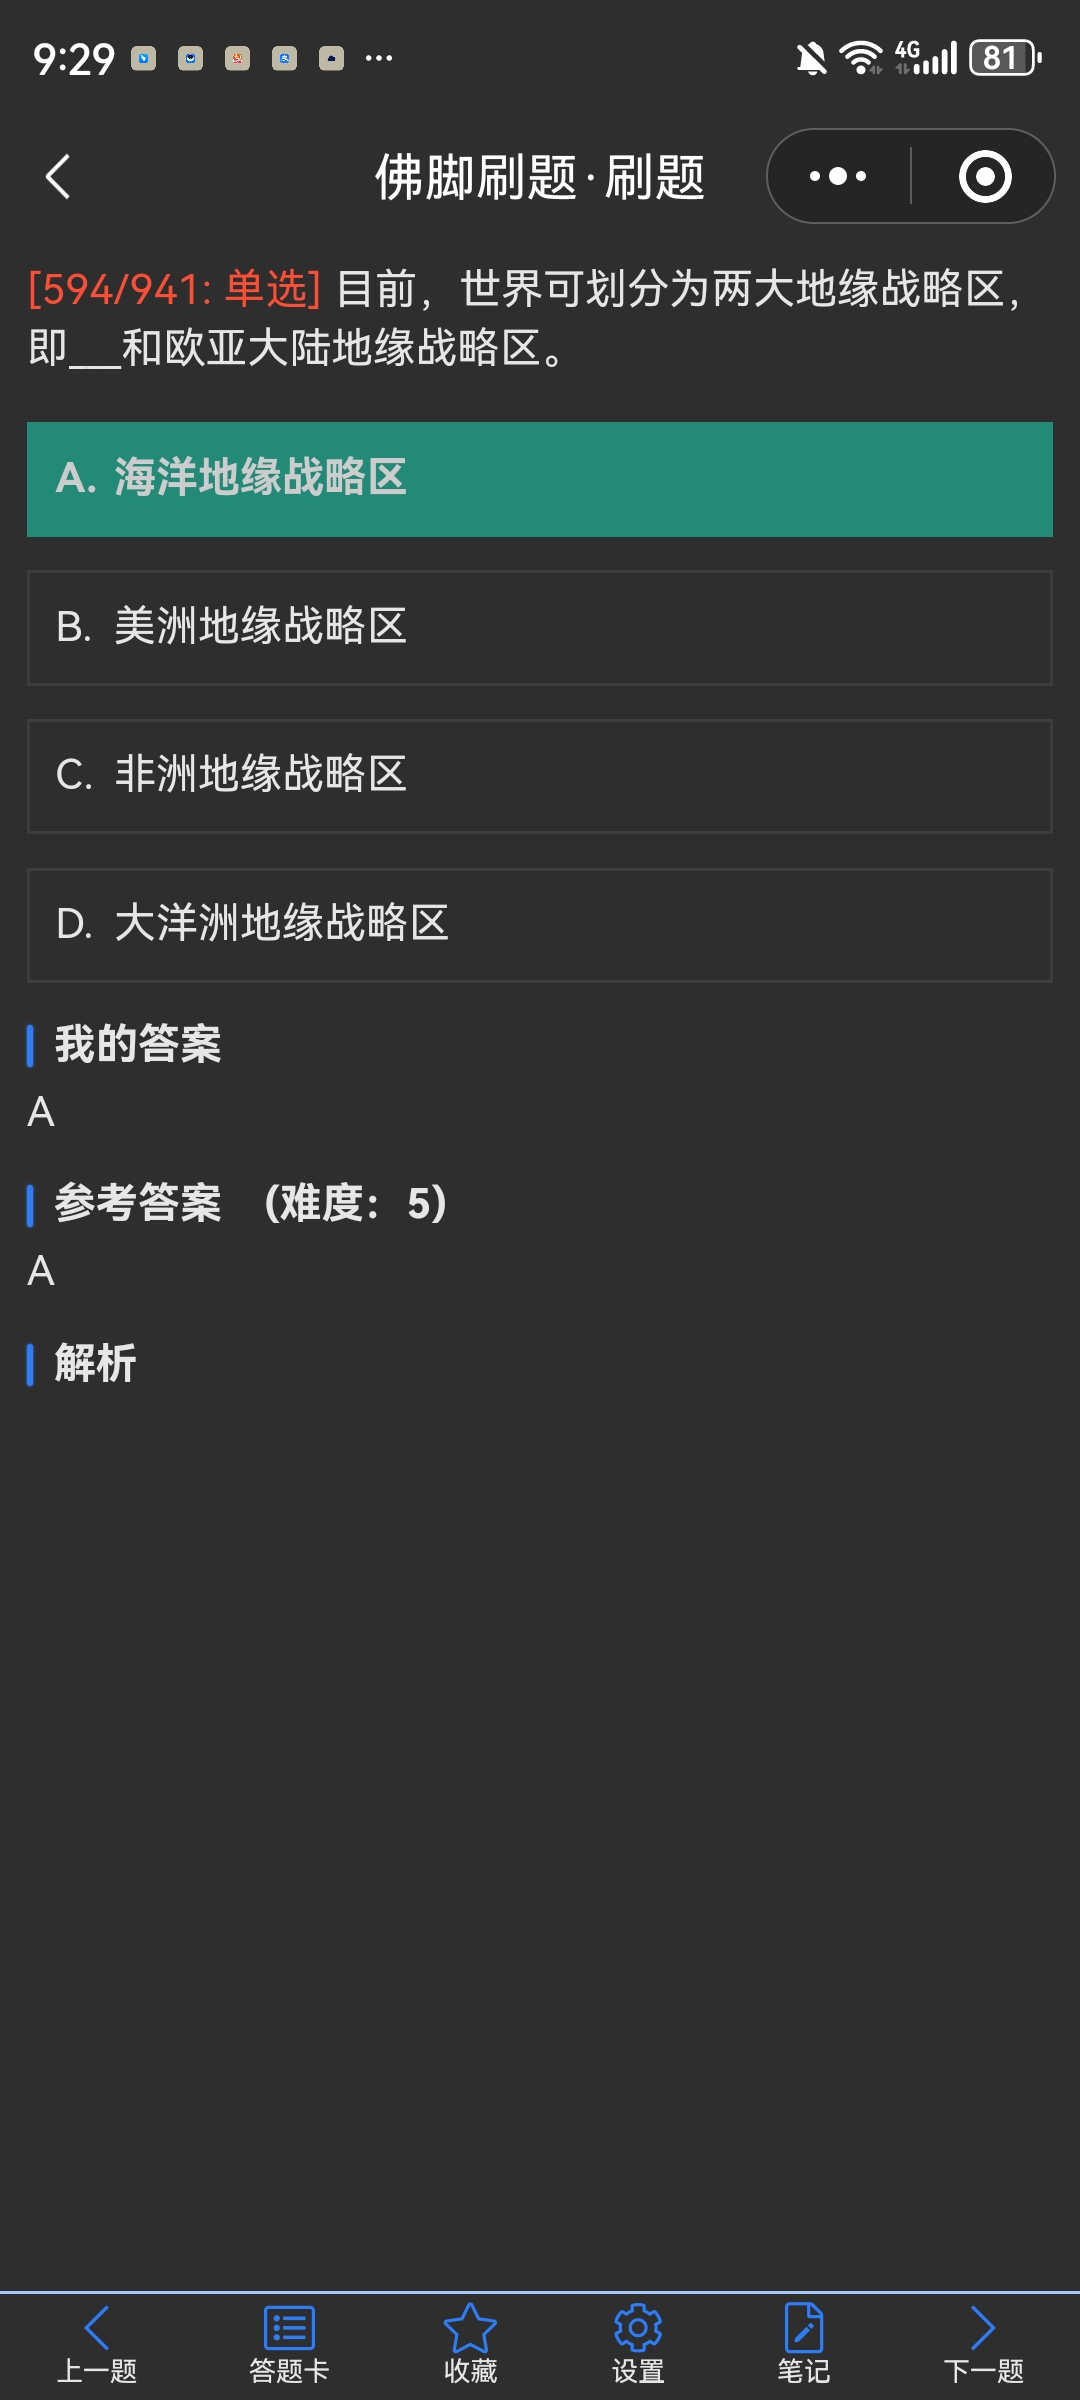 9:29
4G
81
佛脚刷题·刷题
[594/941: 单选] 目前，世界可划分为两大地缘战略区，
即___和欧亚大陆地缘战略区。
A. 海洋地缘战略区
B. 美洲地缘战略区
C. 非洲地缘战略区
D. 大洋洲地缘战略区
我的答案
A
参考答案 (难度：5)
A
解析
上一题 答题卡 收藏 设置 笔记 下一题